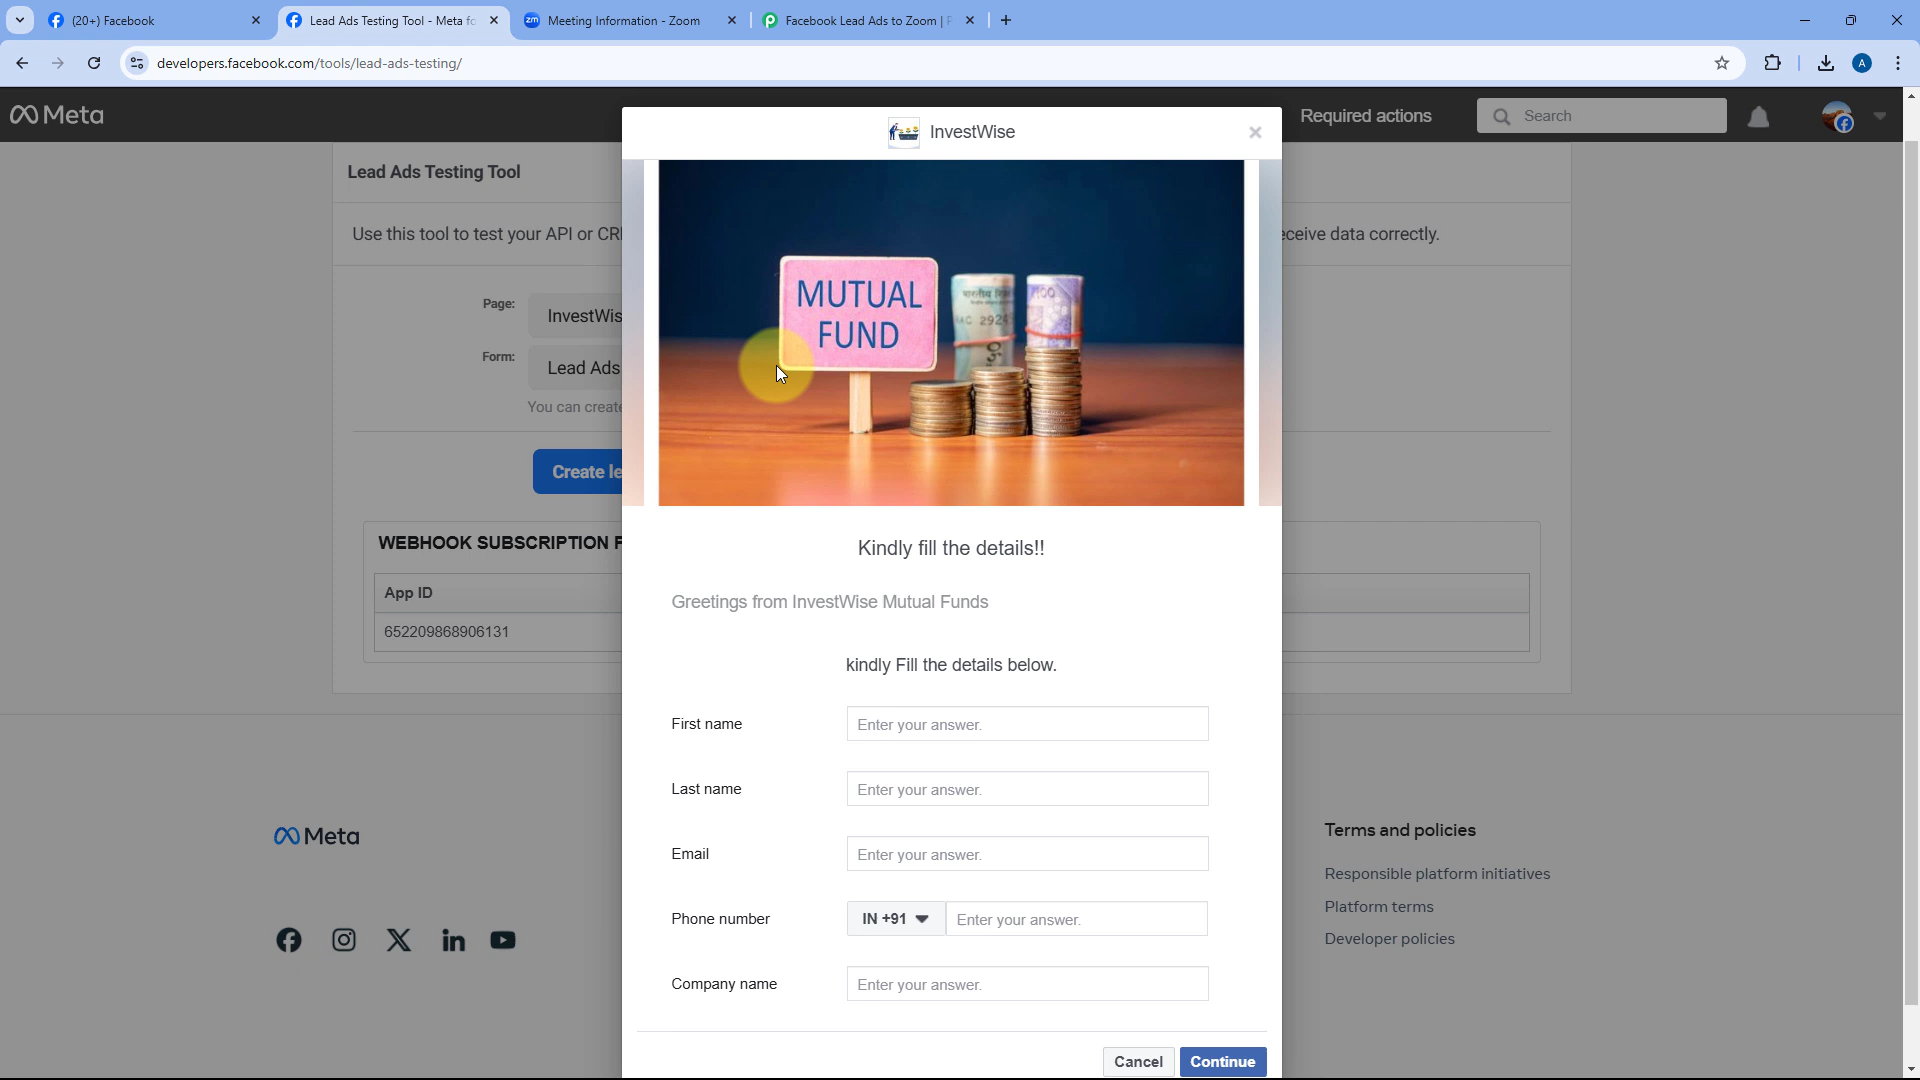 (20+) Facebook
Lead Ads Testing Tool - Meta fo
zm Meeting Information - Zoom
Facebook Lead Ads to Zoom | P
developers.facebook.com/tools/lead-ads-testing/
A
Meta
InvestWise
Required actions
Search
Lead Ads Testing Tool
Use this tool to test your API or CR
eceive data correctly.
Page:
InvestWis
Form:
Lead Ads
You can create
Create le
MUTUAL
FUND
WEBHOOK SUBSCRIPTION F
App ID
652209868906131
Kindly fill the details!!
Greetings from InvestWise Mutual Funds
kindly Fill the details below.
First name
Enter your answer.
Last name
Enter your answer.
Email
Enter your answer.
Phone number
IN +91
Enter your answer.
Company name
Enter your answer.
Cancel
Continue
Meta
Terms and policies
Responsible platform initiatives
Platform terms
Developer policies